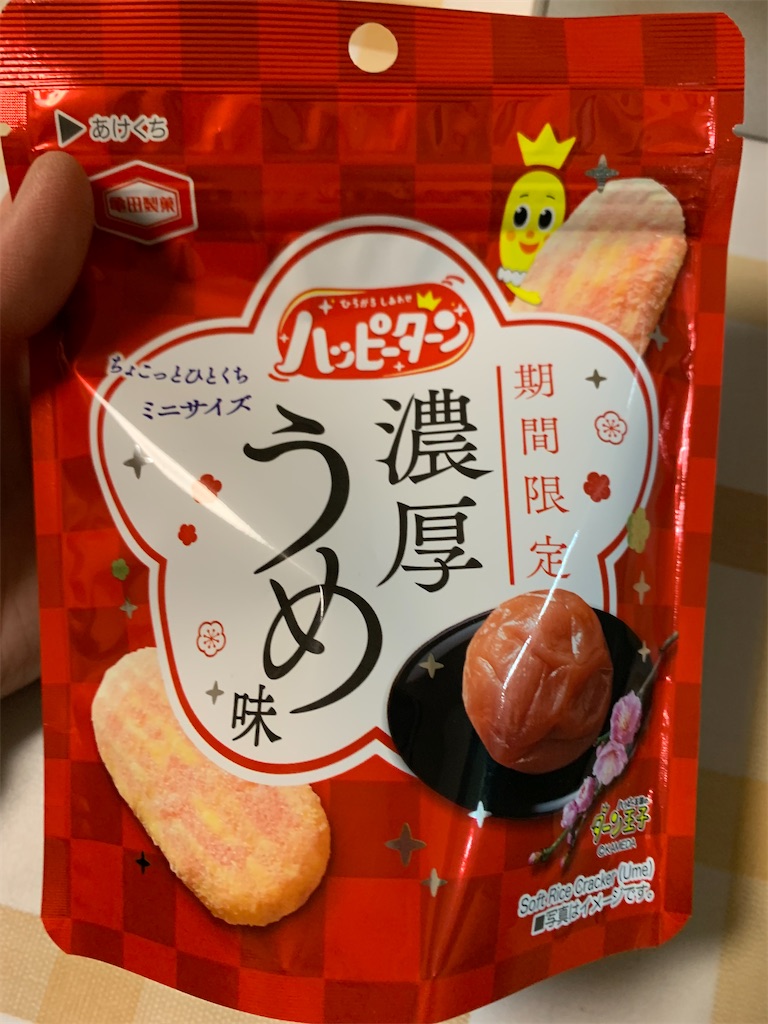 あけくち
亀田製菓
ひろがるしあわせ
ハッピーターン
ちょこっとひとくち
ミニサイズ
期間限定
濃厚
うめ
味
ターン王子
©KAMEDA
Soft Rice Cracker (Ume)
■写真はイメージです。